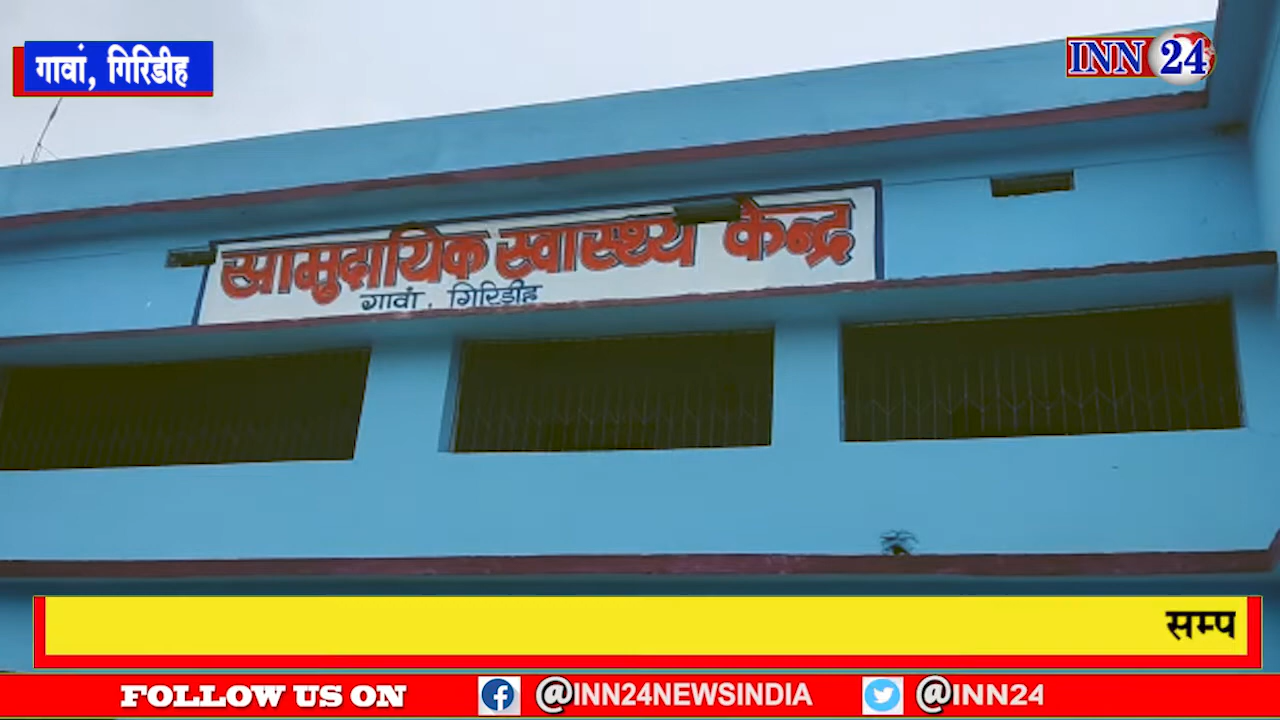 गावां, गिरिडीह
INN 24
सामुदायिक स्वास्थ्य केन्द्र
गावां, गिरिडीह
सम्प
FOLLOW US ON @INN24NEWSINDIA @INN24